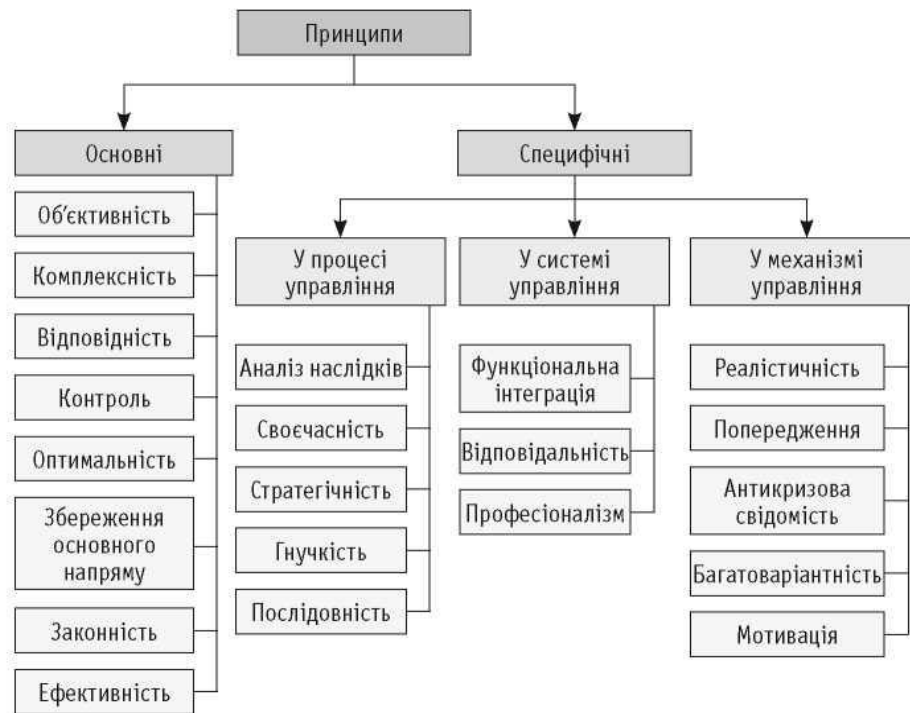 Принципи
Основні
Об’єктивність
Комплексність
Відповідність
Контроль
Оптимальність
Збереження
основного
напряму
Законність
Ефективність
Специфічні
У процесі
управління
Аналіз наслідків
Своєчасність
Стратегічність
Гнучкість
Послідовність
У системі
управління
Функціональна
інтеграція
Відповідальність
Професіоналізм
У механізмі
управління
Реалістичність
Попередження
Антикризова
свідомість
Багатоваріантність
Мотивація